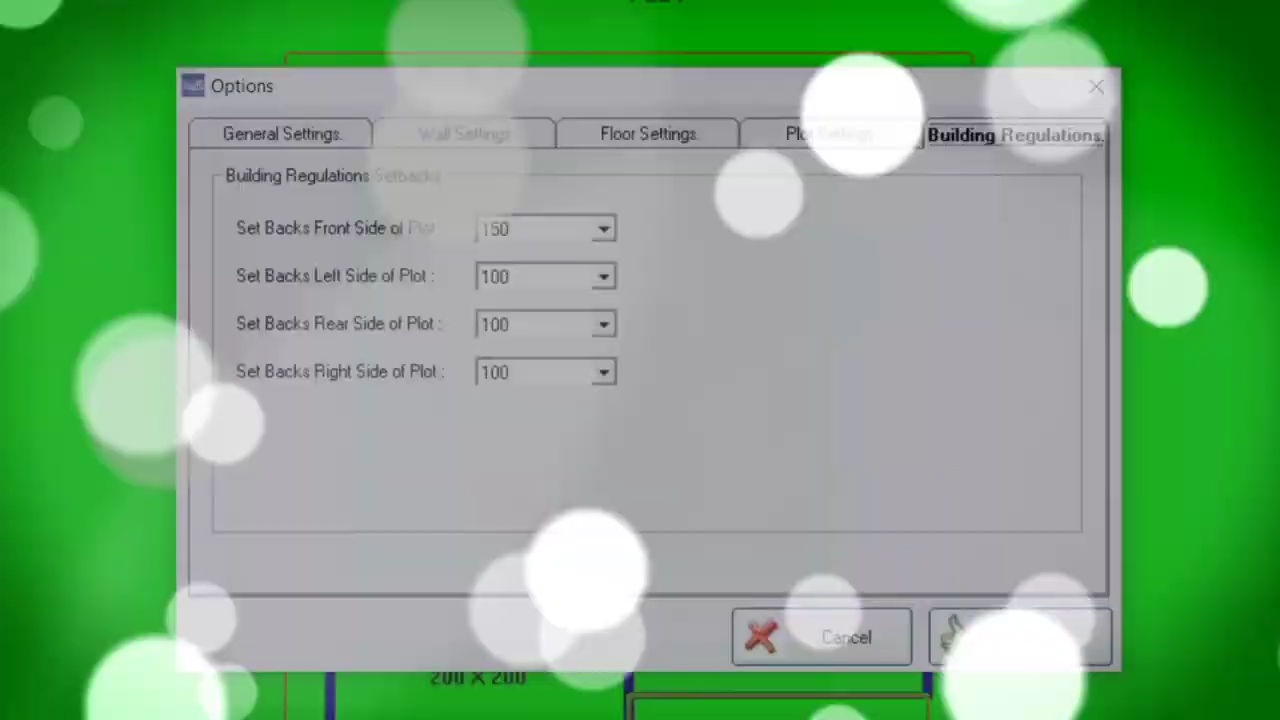 Options
General Settings.
Wall Settings
Floor Settings.
Building Regulations.
Building Regulations Setbacks
Set Backs Front Side of Plot
150
Set Backs Left Side of Plot :
100
Set Backs Rear Side of Plot :
100
Set Backs Right Side of Plot :
100
Cancel
200 X 200